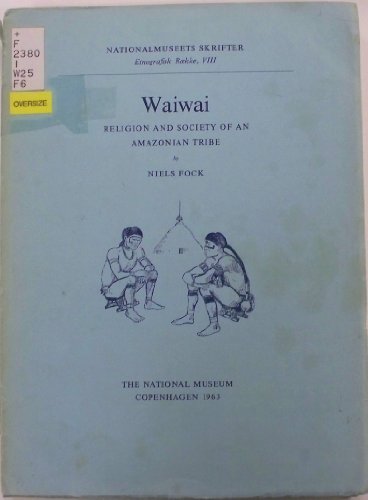 +
F
2380
I
W25
F6
OVERSIZE
NATIONALMUSEETS SKRIFTER
Etnografisk Række, VIII
Waiwai
RELIGION AND SOCIETY OF AN
AMAZONIAN TRIBE
by
NIELS FOCK
THE NATIONAL MUSEUM
COPENHAGEN 1963